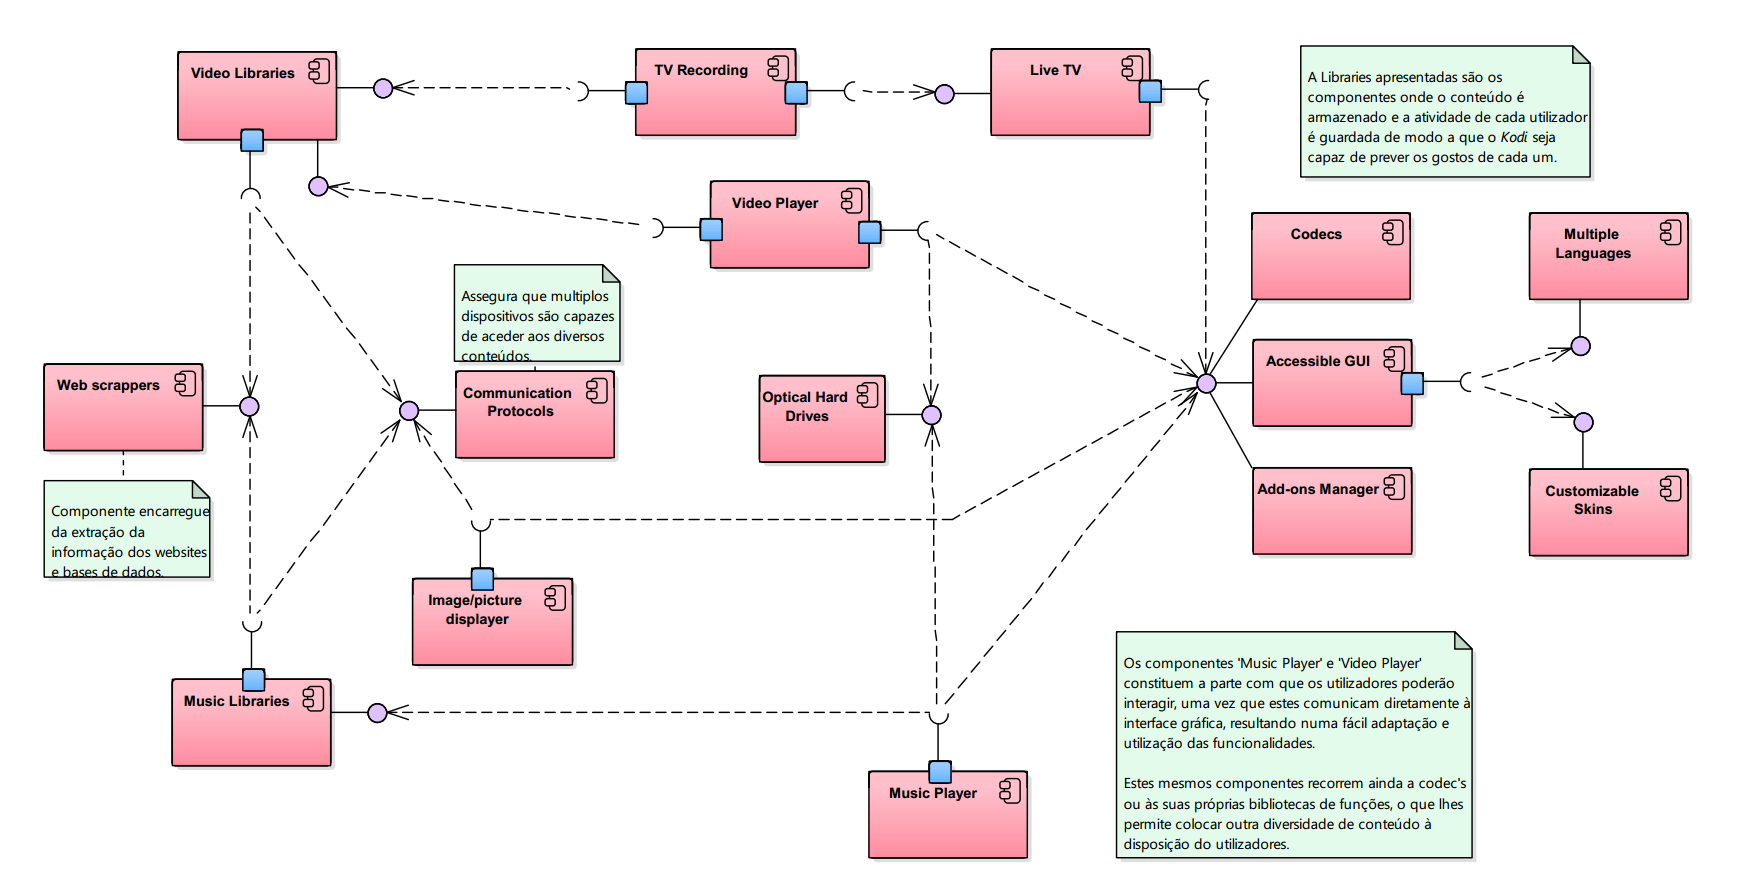 Video Libraries
TV Recording
Live TV
A Libraries apresentadas são os
componentes onde o conteúdo é
armazenado e a atividade de cada utilizador
é guardada de modo a que o Kodi seja
capaz de prever os gostos de cada um.
Video Player
Codecs
Multiple
Languages
Assegura que multiplos
dispositivos são capazes
de aceder aos diversos
conteúdos.
Web scrappers
Communication
Protocols
Optical Hard
Drives
Accessible GUI
Add-ons Manager
Customizable
Skins
Componente encarregue
da extração da
informação dos websites
e bases de dados.
Image/picture
displayer
Music Libraries
Music Player
Os componentes 'Music Player' e 'Video Player'
constituem a parte com que os utilizadores poderão
interagir, uma vez que estes comunicam diretamente à
interface gráfica, resultando numa fácil adaptação e
utilização das funcionalidades.
Estes mesmos componentes recorrem ainda a codec's
ou às suas próprias bibliotecas de funções, o que lhes
permite colocar outra diversidade de conteúdo à
disposição do utilizadores.